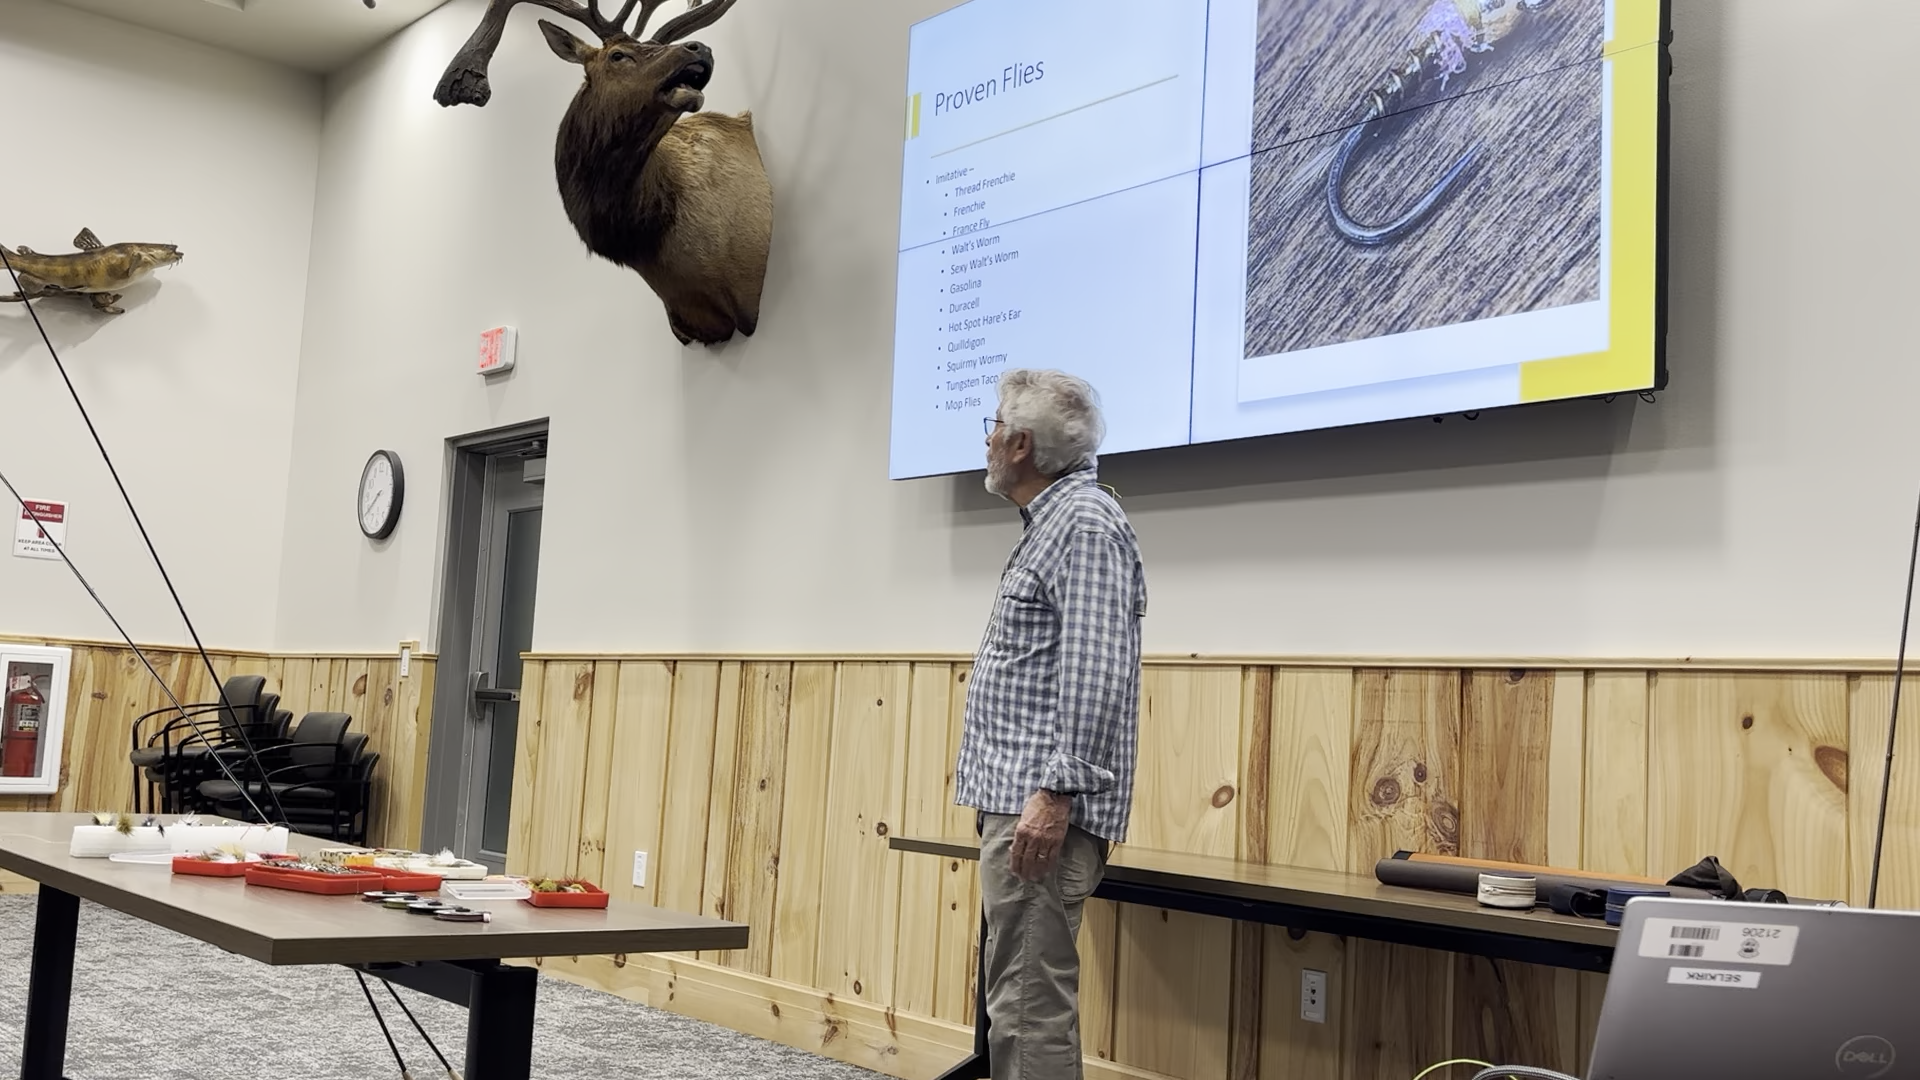 Proven Flies
• Imitative –
• Thread Frenchie
• Frenchie
• France Fly
• Walt's Worm
• Sexy Walt's Worm
• Gasolina
• Duracell
• Hot Spot Hare's Ear
• Quilldigon
• Squirmy Wormy
• Tungsten Taco
• Mop Flies
FIRE
EXTINGUISHER
KEEP AREA CLEAR
AT ALL TIMES
21206
SELKIRK
DELL